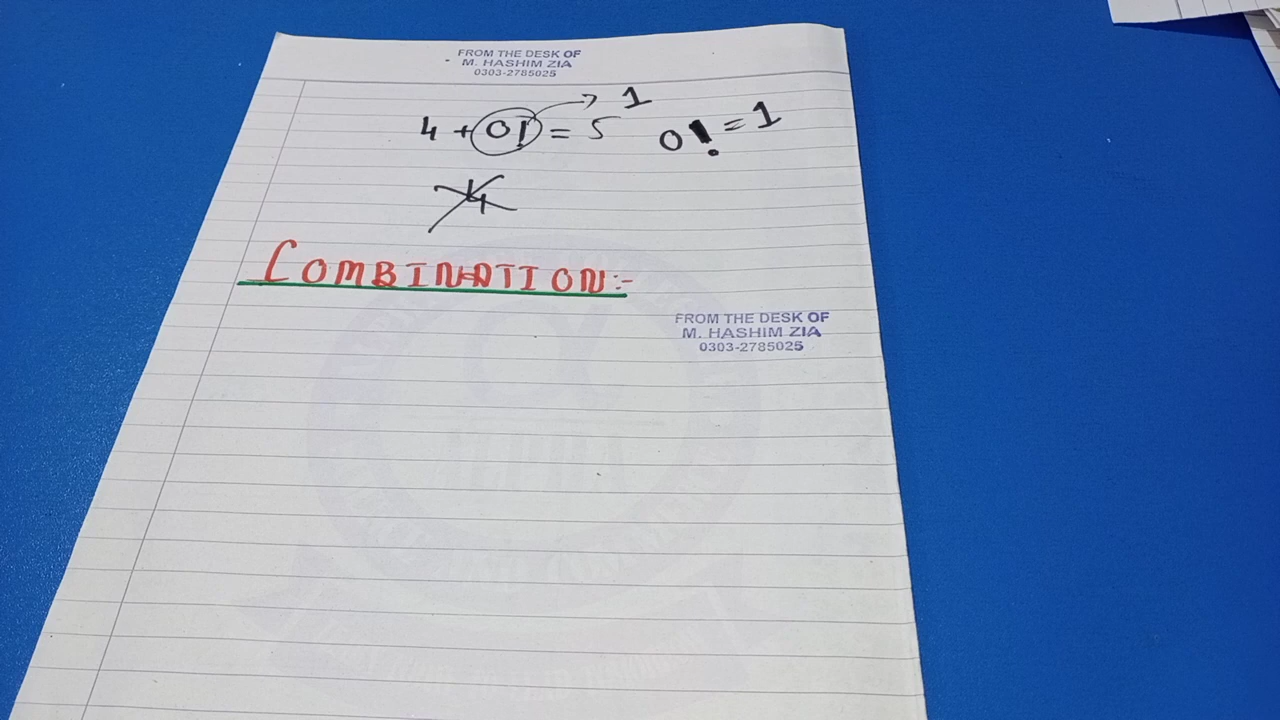 FROM THE DESK OF
M. HASHIM ZIA
0303-2785025
1
4 + 0! = 5
0! = 1
4
COMBINATION:-
FROM THE DESK OF
M. HASHIM ZIA
0303-2785025